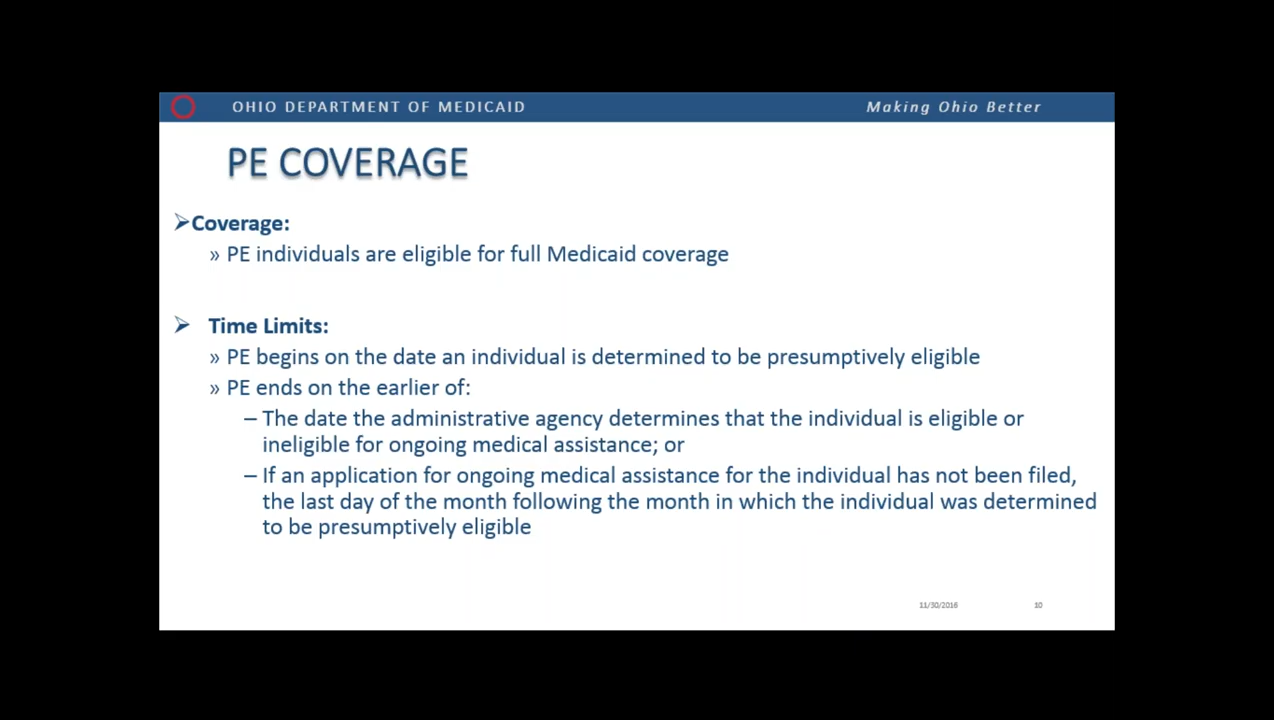 OHIO DEPARTMENT OF MEDICAID
Making Ohio Better
PE COVERAGE
➢Coverage:
» PE individuals are eligible for full Medicaid coverage
➢ Time Limits:
» PE begins on the date an individual is determined to be presumptively eligible
» PE ends on the earlier of:
– The date the administrative agency determines that the individual is eligible or
ineligible for ongoing medical assistance; or
– If an application for ongoing medical assistance for the individual has not been filed,
the last day of the month following the month in which the individual was determined
to be presumptively eligible
11/30/2016
10